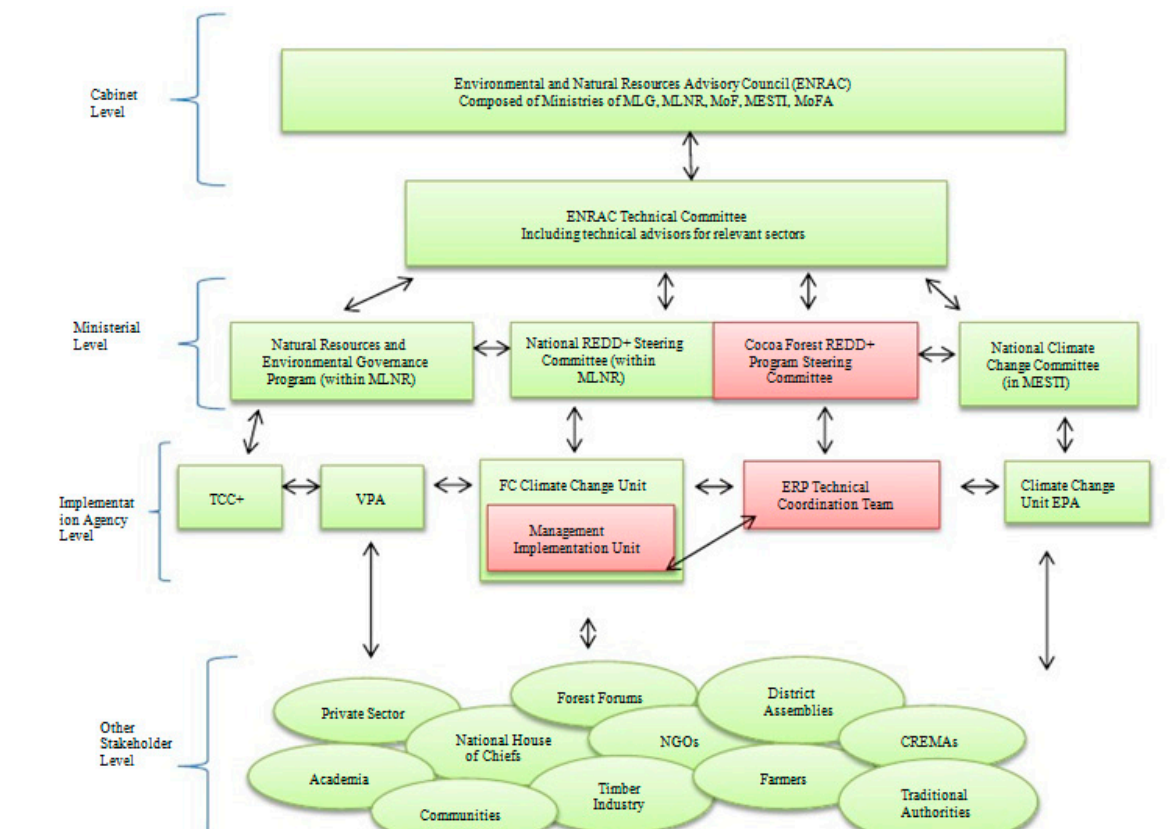 Cabinet
Level
Environmental and Natural Resources Advisory Council (ENRAC)
Composed of Ministries of MLG, MLNR, MoF, MESTI, MoFA
ENRAC Technical Committee
Including technical advisors for relevant sectors
Ministerial
Level
Natural Resources and
Environmental Governance
Program (within MLNR)
National REDD+ Steering
Committee (within
MLNR)
Cocoa Forest REDD+
Program Steering
Committee
National Climate
Change Committee
(in MESTI)
Implementat
ion Agency
Level
TCC+
VPA
FC Climate Change Unit
Management
Implementation Unit
ERP Technical
Coordination Team
Climate Change
Unit EPA
Other
Stakeholder
Level
Private Sector
Forest Forums
District
Assemblies
National House
of Chiefs
NGOs
CREMAs
Academia
Timber
Industry
Farmers
Communities
Traditional
Authorities